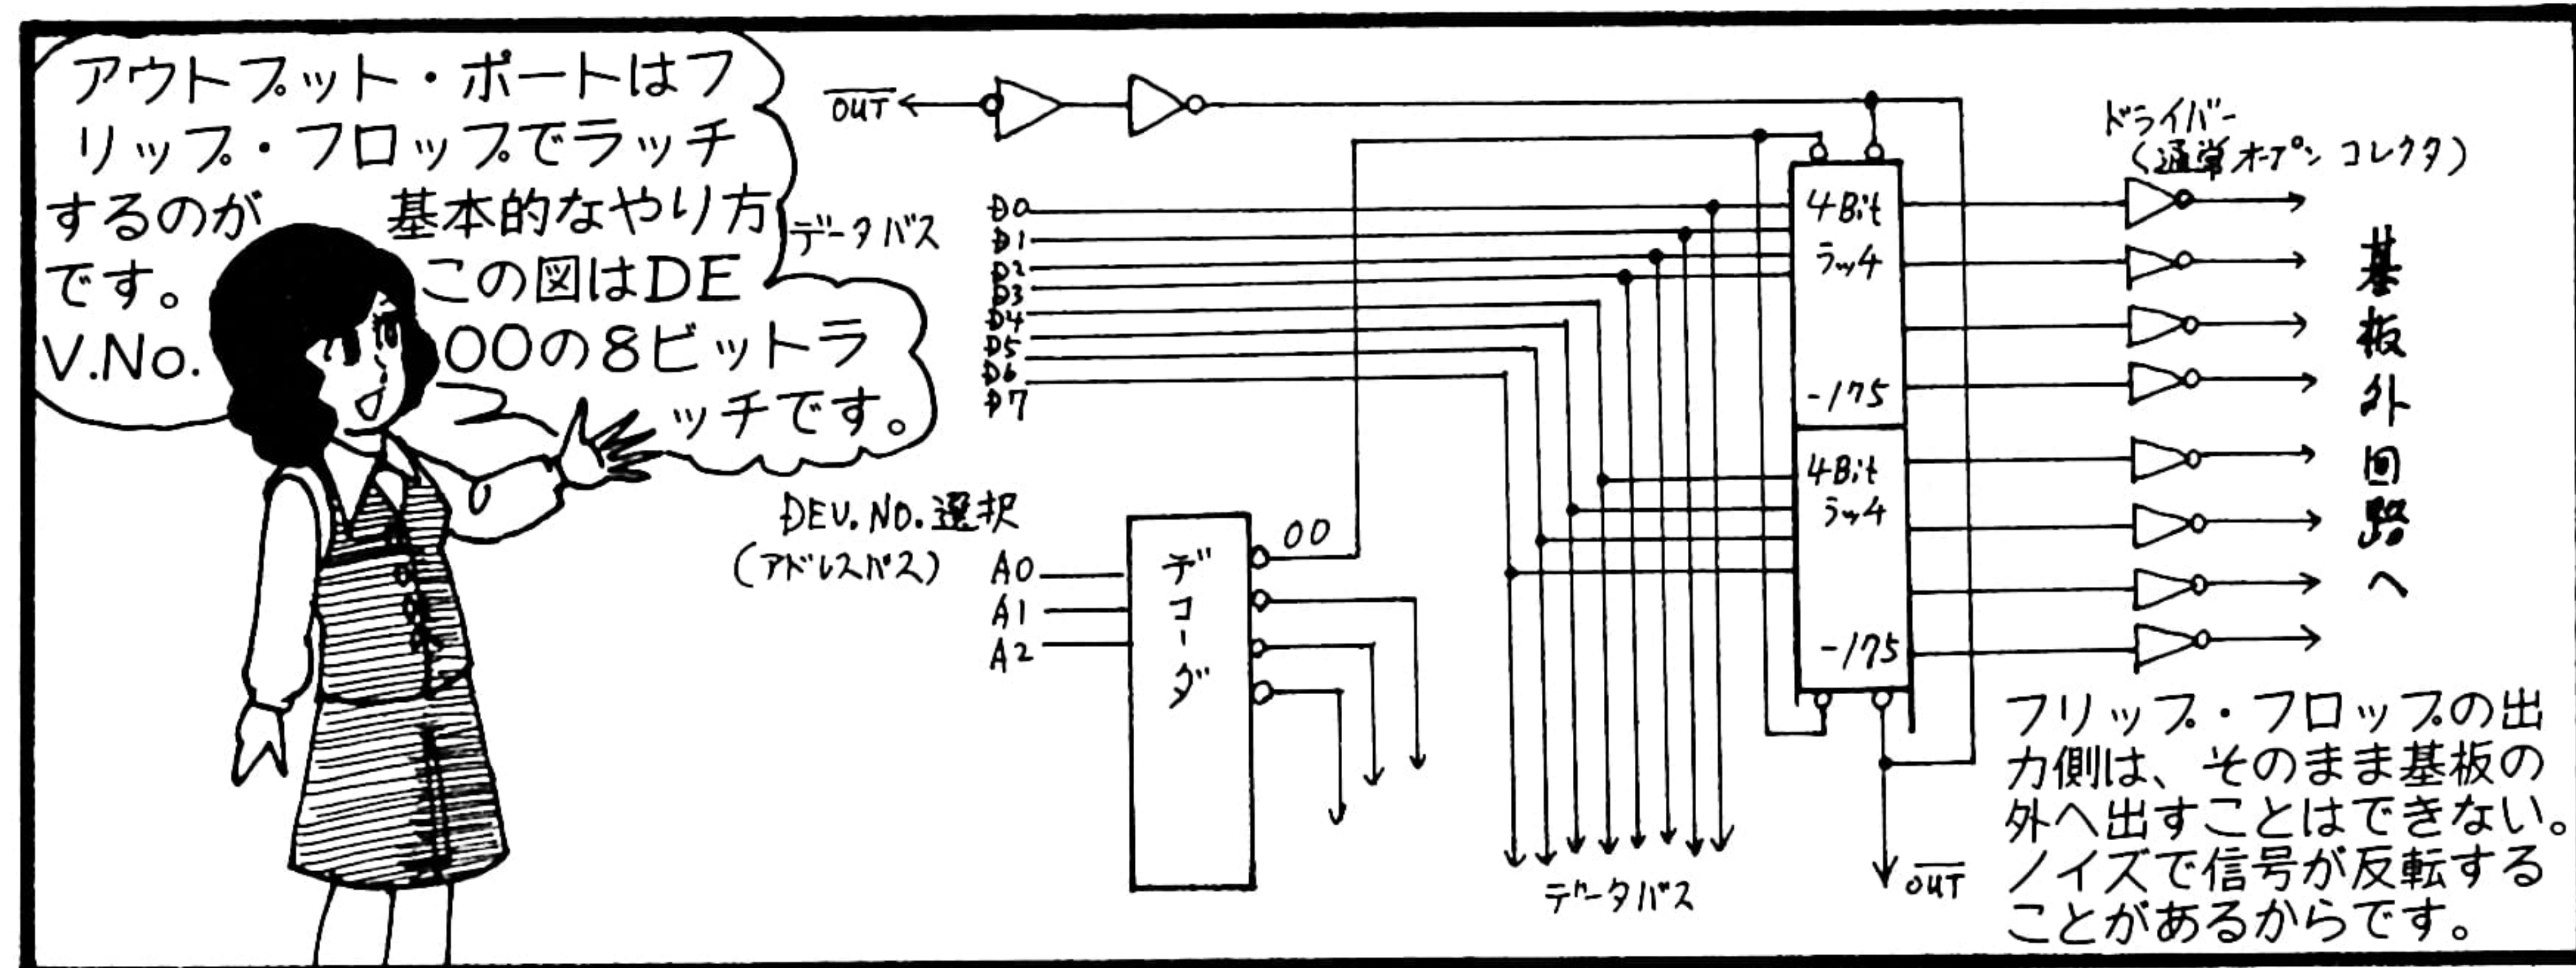 アウトプット・ポートはフ
リップ・フロップでラッチ
するのが 基本的なやり方
です。 この図はDE
V.No. 00の8ビットラ
ッチです。
OUT
データバス
D0
D1
D2
D3
D4
D5
D6
D7
DEV.NO.選択
(アドレスバス)
A0
A1
A2
デコーダ
00
4Bit
ラッチ
-175
4Bit
ラッチ
-175
ドライバー
(通常オープンコレクタ)
基板外回路へ
データバス
OUT
フリップ・フロップの出
力側は、そのまま基板の
外へ出すことはできない。
ノイズで信号が反転する
ことがあるからです。